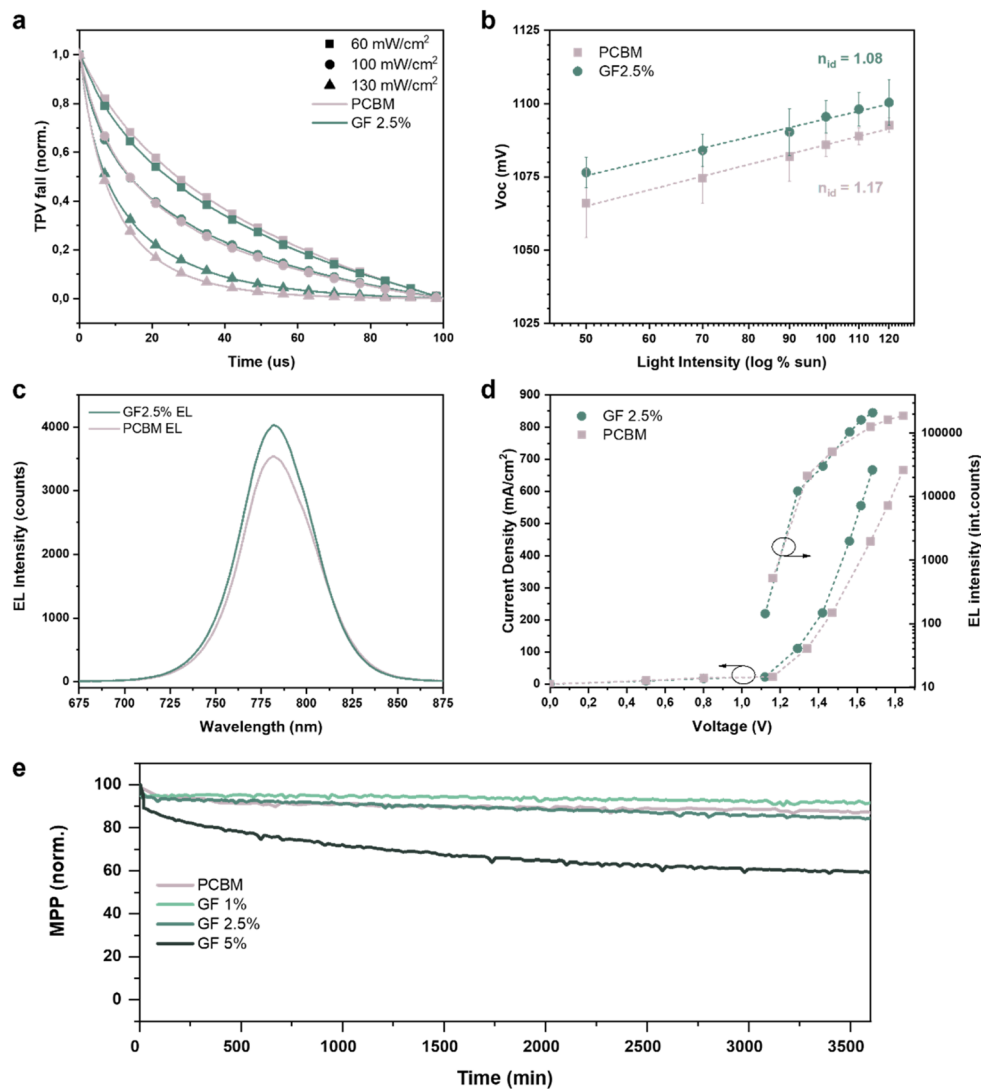 a
60 mW/cm²
100 mW/cm²
130 mW/cm²
PCBM
GF 2.5%
1,0
0,8
0,6
0,4
0,2
0,0
TPV fall (norm.)
20
40
60
80
100
Time (us)
b
PCBM
GF2.5%
n_id = 1.08
n_id = 1.17
1125
1100
1075
1050
1025
Voc (mV)
50
60
70
80
90
100
110
120
Light Intensity (log % sun)
c
GF2.5% EL
PCBM EL
4000
3000
2000
1000
0
EL Intensity (counts)
675
700
725
750
775
800
825
850
875
Wavelength (nm)
d
GF 2.5%
PCBM
900
800
700
600
500
400
300
200
100
0
Current Density (mA/cm²)
100000
10000
1000
100
10
EL intensity (int.counts)
0,0
0,2
0,4
0,6
0,8
1,0
1,2
1,4
1,6
1,8
Voltage (V)
e
100
80
60
40
20
0
MPP (norm.)
PCBM
GF 1%
GF 2.5%
GF 5%
0
500
1000
1500
2000
2500
3000
3500
Time (min)